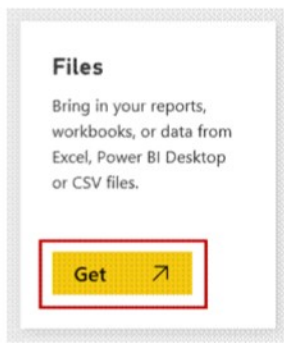 Files
Bring in your reports,
workbooks, or data from
Excel, Power BI Desktop
or CSV files.
Get